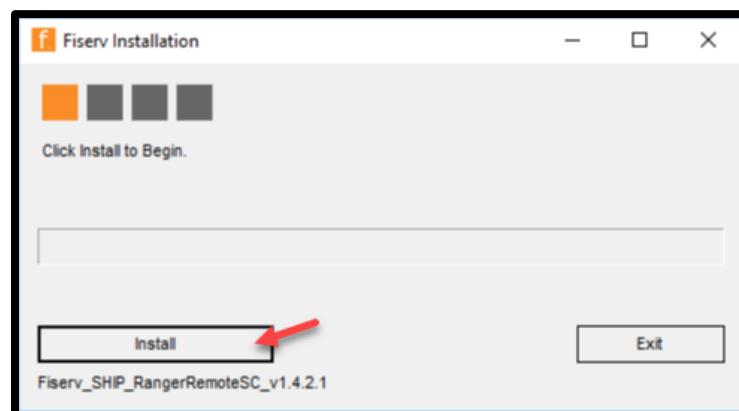 f Fiserv Installation
Click Install to Begin.
Install
Exit
Fiserv_SHIP_RangerRemoteSC_v1.4.2.1